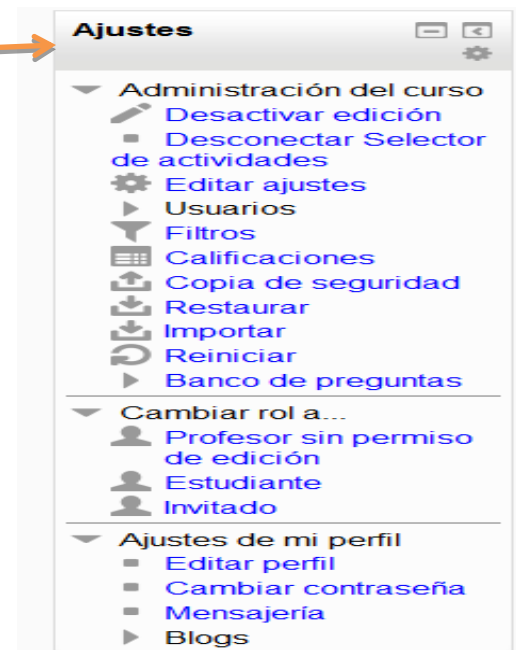 Ajustes
Administración del curso
Desactivar edición
Desconectar Selector
de actividades
Editar ajustes
Usuarios
Filtros
Calificaciones
Copia de seguridad
Restaurar
Importar
Reiniciar
Banco de preguntas
Cambiar rol a...
Profesor sin permiso
de edición
Estudiante
Invitado
Ajustes de mi perfil
Editar perfil
Cambiar contraseña
Mensajería
Blogs